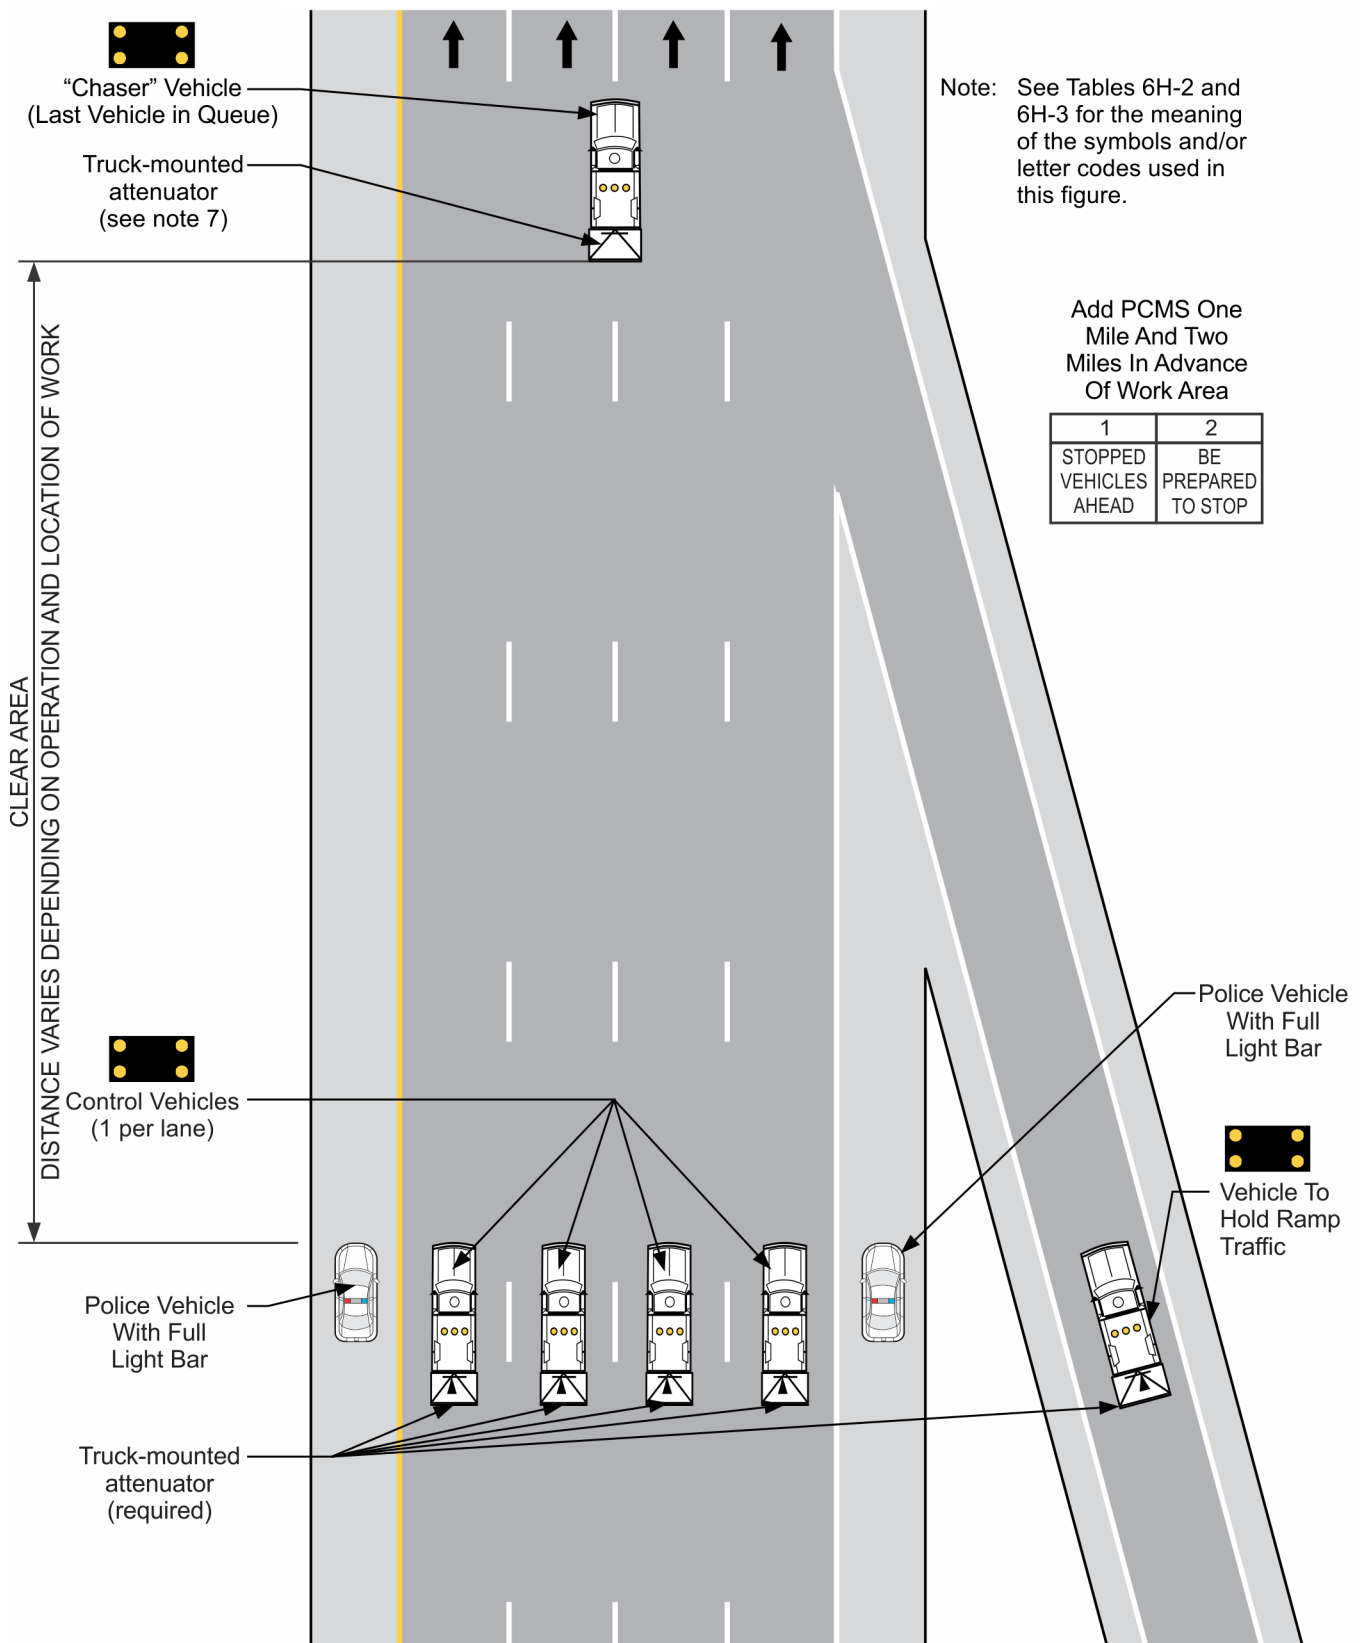 “Chaser” Vehicle
(Last Vehicle in Queue)
Truck-mounted
attenuator
(see note 7)
Note: See Tables 6H-2 and
6H-3 for the meaning
of the symbols and/or
letter codes used in
this figure.
Add PCMS One
Mile And Two
Miles In Advance
Of Work Area
1 2
STOPPED BE
VEHICLES PREPARED
AHEAD TO STOP
CLEAR AREA
DISTANCE VARIES DEPENDING ON OPERATION AND LOCATION OF WORK
Police Vehicle
With Full
Light Bar
Control Vehicles
(1 per lane)
Vehicle To
Hold Ramp
Traffic
Police Vehicle
With Full
Light Bar
Truck-mounted
attenuator
(required)